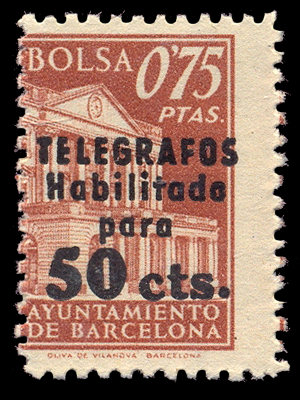 BOLSA 0'75
PTAS.
TELEGRAFOS
Habilitado
para
50 cts.
AYUNTAMIENTO
DE BARCELONA
OLIVA DE VILANOVA BARCELONA